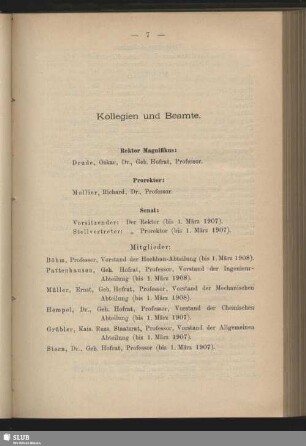 — 7 —
Kollegien und Beamte.
Rektor Magnifikus:
Drude, Oskar, Dr., Geh. Hofrat, Professor.
Prorektor:
Mollier, Richard, Dr., Professor.
Senat:
Vorsitzender: Der Rektor (bis 1. März 1907).
Stellvertreter: „ Prorektor (bis 1. März 1907).
Mitglieder:
Böhm, Professor, Vorstand der Hochbau-Abteilung (bis 1. März 1908).
Pattenhausen, Geh. Hofrat, Professor, Vorstand der Ingenieur-
Abteilung (bis 1. März 1908).
Müller, Ernst, Geh. Hofrat, Professor, Vorstand der Mechanischen
Abteilung (bis 1. März 1908).
Hempel, Dr., Geh. Hofrat, Professor, Vorstand der Chemischen
Abteilung (bis 1. März 1907).
Grübler, Kais. Russ. Staatsrat, Professor, Vorstand der Allgemeinen
Abteilung (bis 1. März 1907).
Stern, Dr., Geh. Hofrat, Professor (bis 1. März 1907).
SLUB